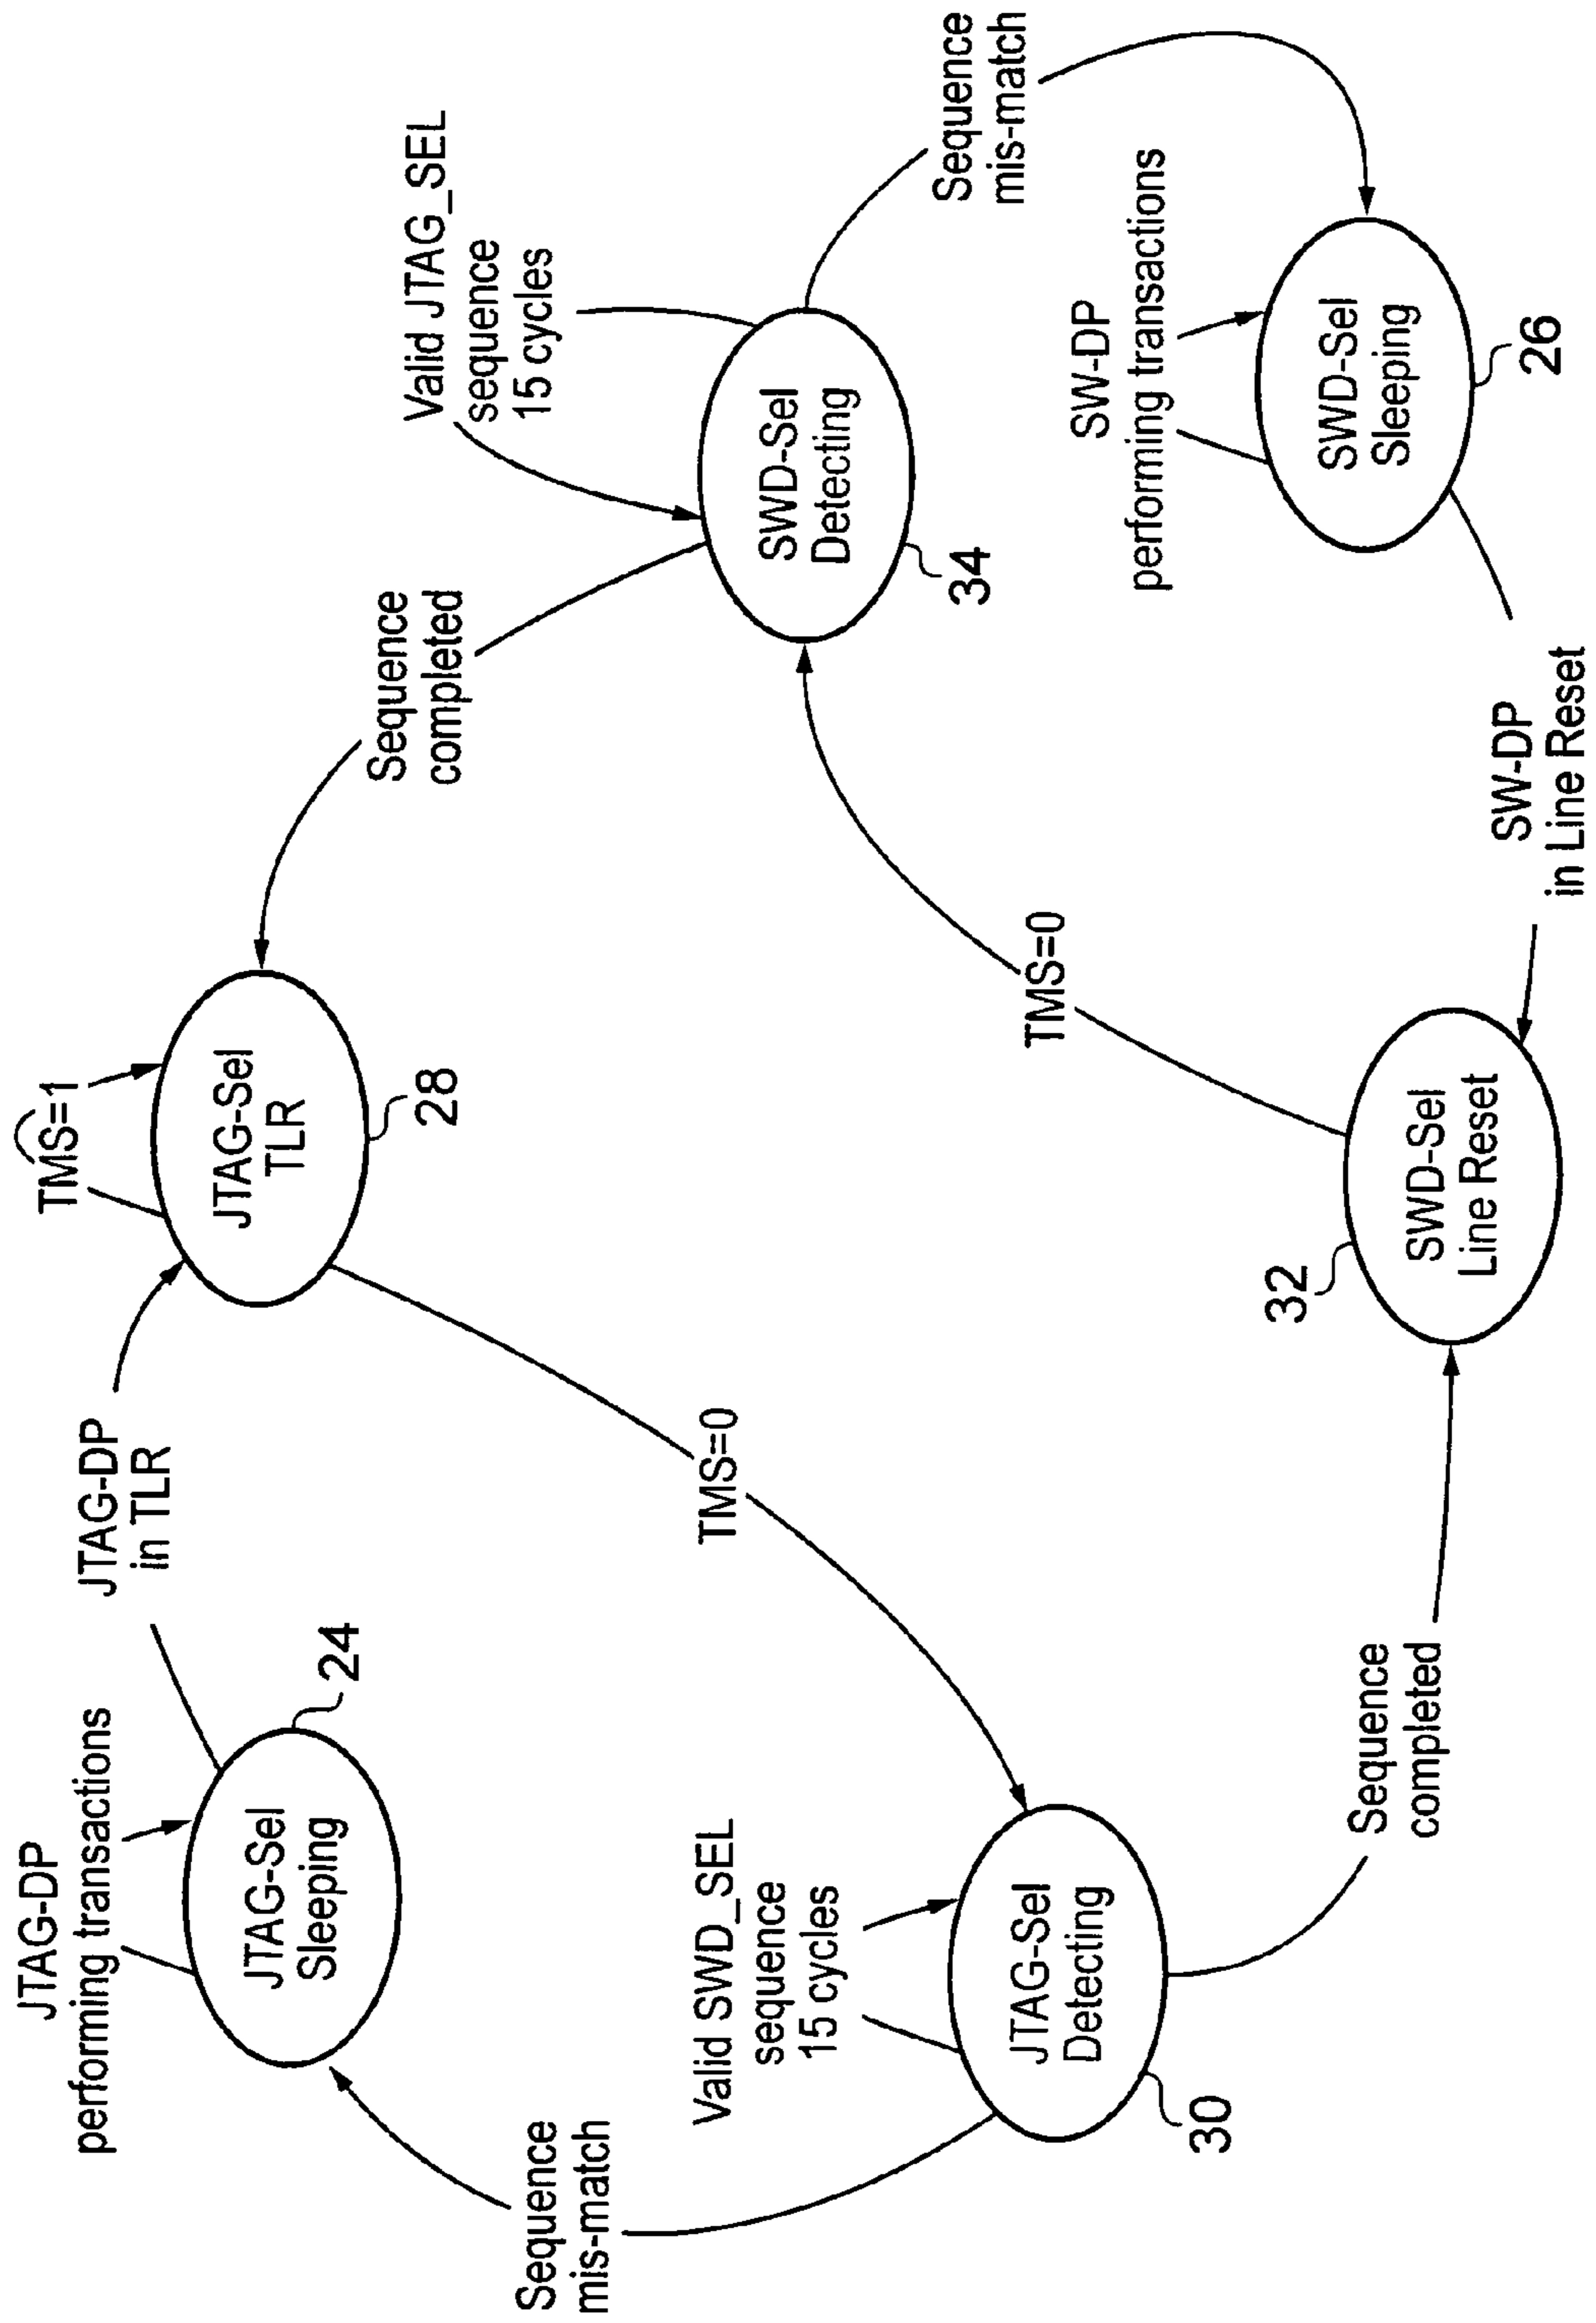 JTAG-DP
performing transactions
JTAG-Sel
Sleeping
24
JTAG-DP
in TLR
TMS=1
JTAG-Sel
TLR
28
Sequence
completed
Valid JTAG_SEL
sequence
15 cycles
SWD-Sel
Detecting
34
Sequence
mis-match
Sequence
mis-match
Valid SWD_SEL
sequence
15 cycles
JTAG-Sel
Detecting
30
TMS=0
TMS=0
SW-DP
performing transactions
SWD-Sel
Sleeping
26
Sequence
completed
32
SWD-Sel
Line Reset
SW-DP
in Line Reset